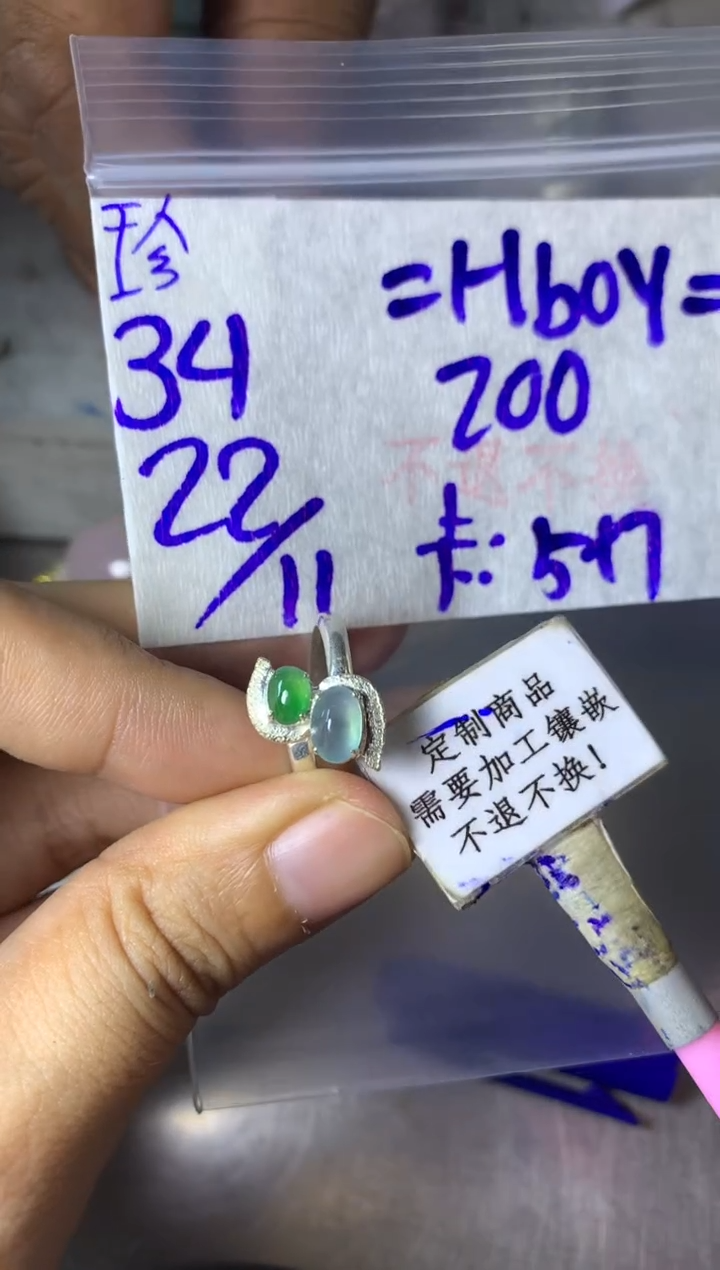 珍
34
22/11
=Hboy=
200
不退不换
卡: 517
定制商品
需要加工镶嵌
不退不换!